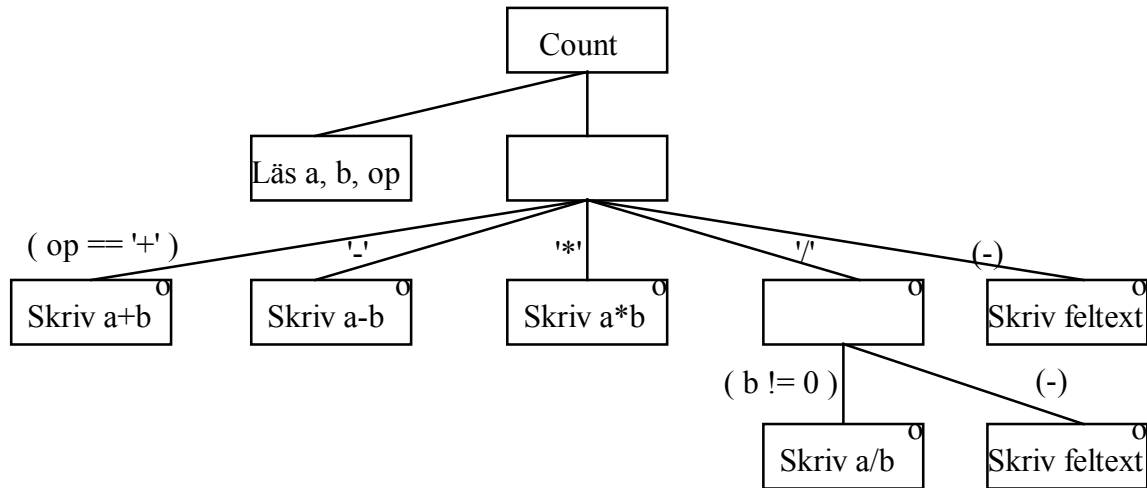 Count
Läs a, b, op
( op == '+' )
'-'
'*'
'/'
(-)
o
o
o
o
o
Skriv a+b
Skriv a-b
Skriv a*b
Skriv feltext
( b != 0 )
(-)
o
o
Skriv a/b
Skriv feltext